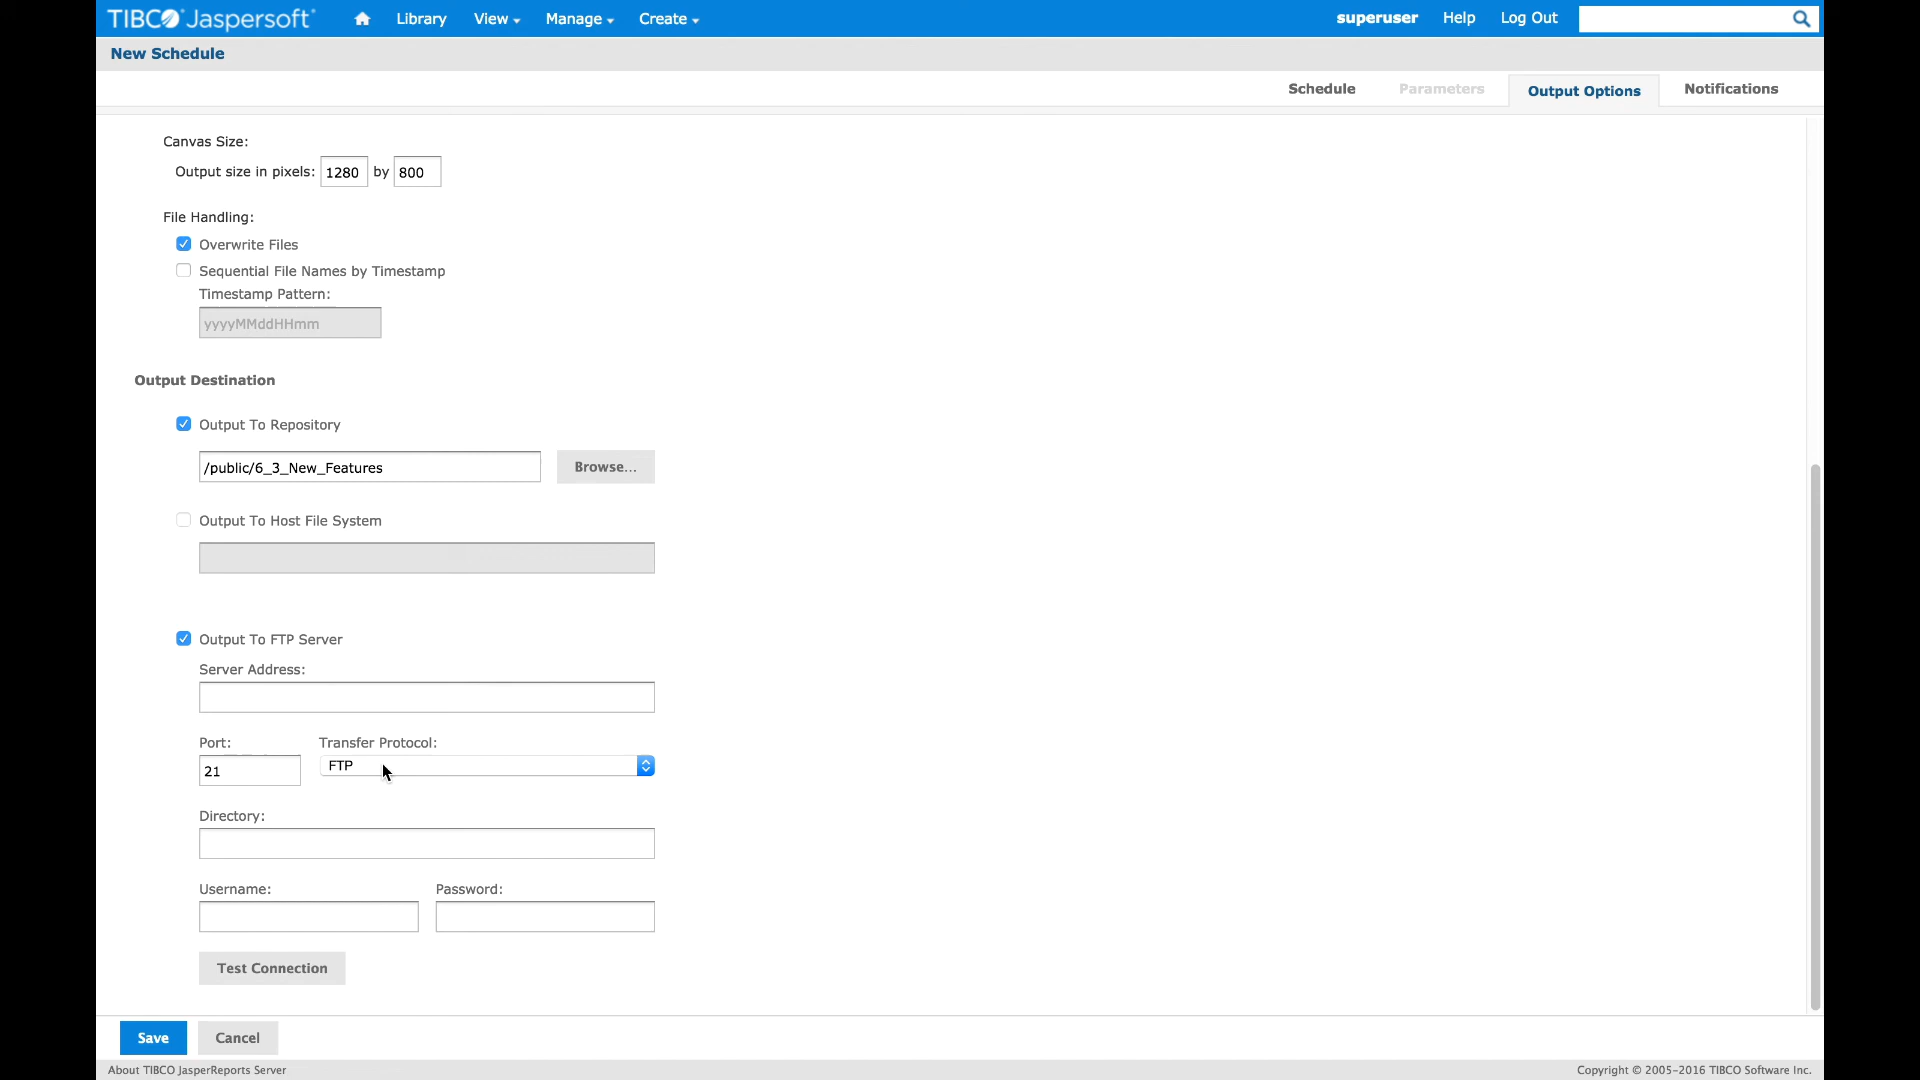 TIBCO Jaspersoft Library View Manage Create superuser Help Log Out
New Schedule
Schedule Parameters Output Options Notifications
Canvas Size:
Output size in pixels: 1280 by 800
File Handling:
Overwrite Files
Sequential File Names by Timestamp
Timestamp Pattern:
yyyyMMddHHmm
Output Destination
Output To Repository
/public/6_3_New_Features Browse...
Output To Host File System
Output To FTP Server
Server Address:
Port: Transfer Protocol:
21 FTP
Directory:
Username: Password:
Test Connection
Save Cancel
About TIBCO JasperReports Server Copyright © 2005-2016 TIBCO Software Inc.